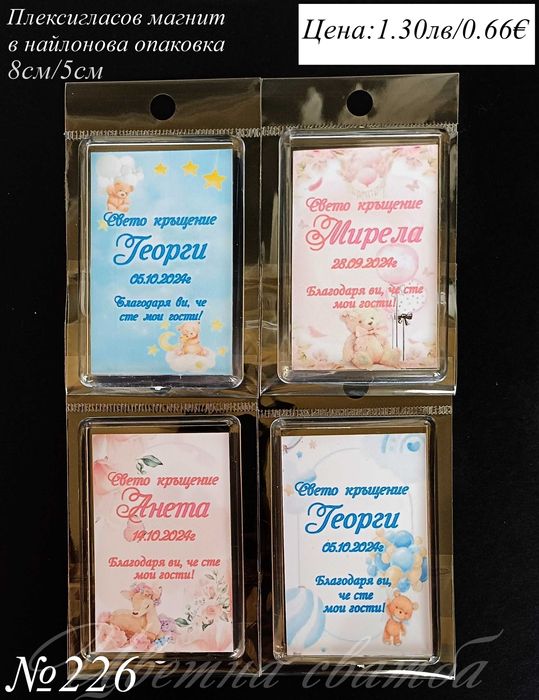 Плексигласов магнит
в найлонова опаковка
8см/5см
Цена:1.30лв/0.66€
Свето кръщение
Георги
05.10.2024г
Благодаря ви, че
сте мои гости!
Свето кръщение
Мирела
28.09.2024г
Благодаря ви, че сте
мои гости!
Свето кръщение
Анета
14.10.2024г
Благодаря ви, че сте
мои гости!
Свето кръщение
Георги
05.10.2024г
Благодаря ви,
че сте
мои гости!
№226
сватба